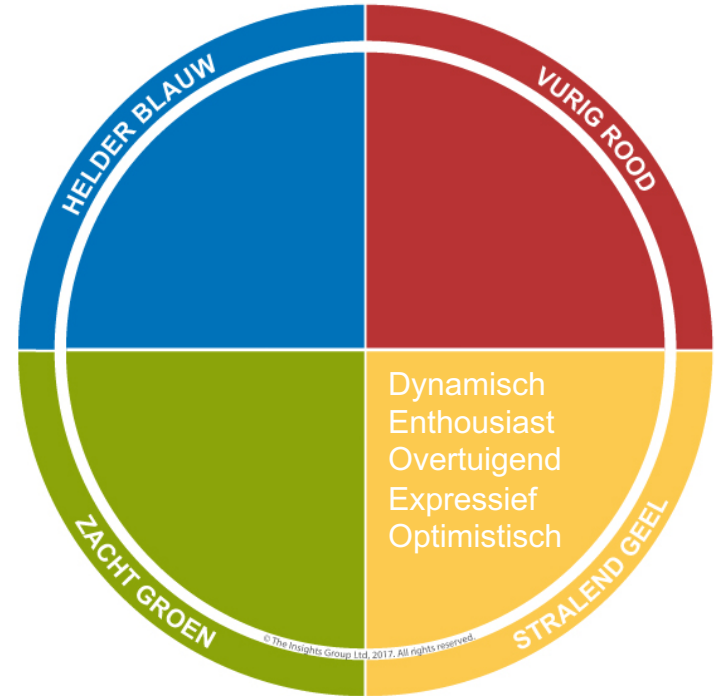 HELDER BLAUW
VURIG ROOD
Dynamisch
Enthousiast
Overtuigend
Expressief
Optimistisch
ZACHT GROEN
STRALEND GEEL
© The Insights Group Ltd, 2017. All rights reserved.